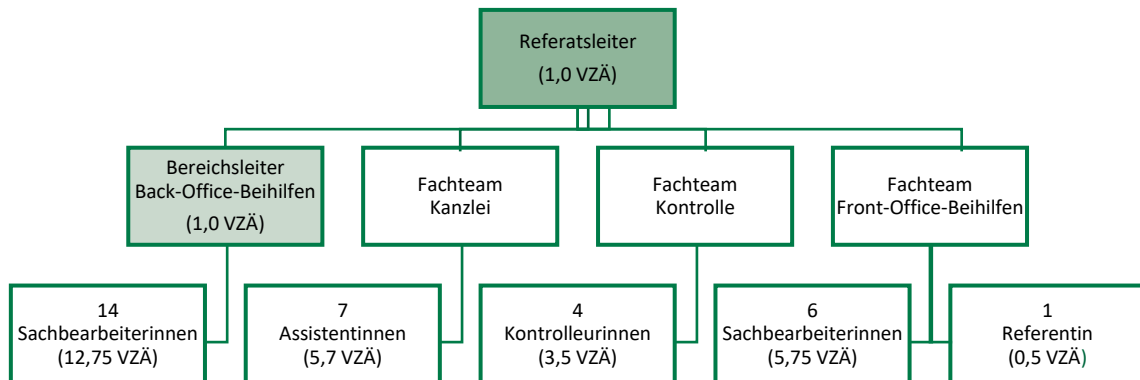 Referatsleiter
(1,0 VZÄ)
Bereichsleiter
Back-Office-Beihilfen
(1,0 VZÄ)
Fachteam
Kanzlei
Fachteam
Kontrolle
Fachteam
Front-Office-Beihilfen
14
Sachbearbeiterinnen
(12,75 VZÄ)
7
Assistentinnen
(5,7 VZÄ)
4
Kontrolleurinnen
(3,5 VZÄ)
6
Sachbearbeiterinnen
(5,75 VZÄ)
1
Referentin
(0,5 VZÄ)